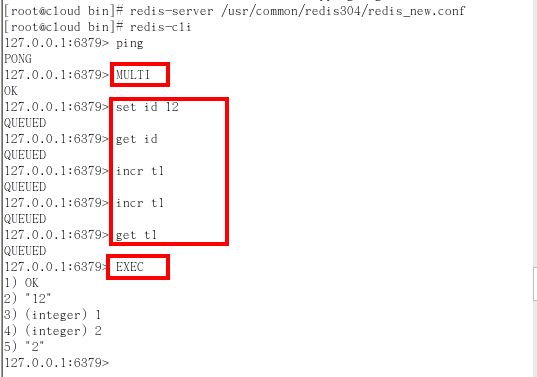 [root@cloud bin]# redis-server /usr/common/redis304/redis_new.conf
[root@cloud bin]# redis-cli
127.0.0.1:6379> ping
PONG
127.0.0.1:6379> MULTI
OK
127.0.0.1:6379> set id 12
QUEUED
127.0.0.1:6379> get id
QUEUED
127.0.0.1:6379> incr t1
QUEUED
127.0.0.1:6379> incr t1
QUEUED
127.0.0.1:6379> get t1
QUEUED
127.0.0.1:6379> EXEC
1) OK
2) "12"
3) (integer) 1
4) (integer) 2
5) "2"
127.0.0.1:6379>